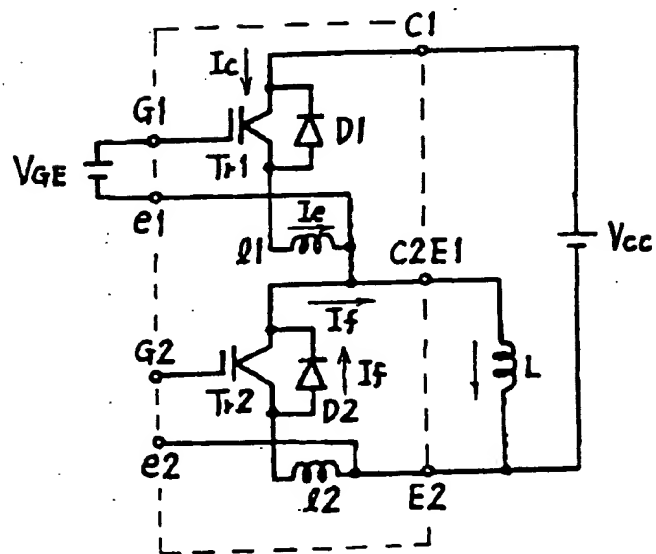 C1
Ic
G1
D1
Tr1
VGE
e1
Ie
ℓ1
C2E1
Vcc
If
G2
If
L
Tr2
D2
e2
ℓ2
E2